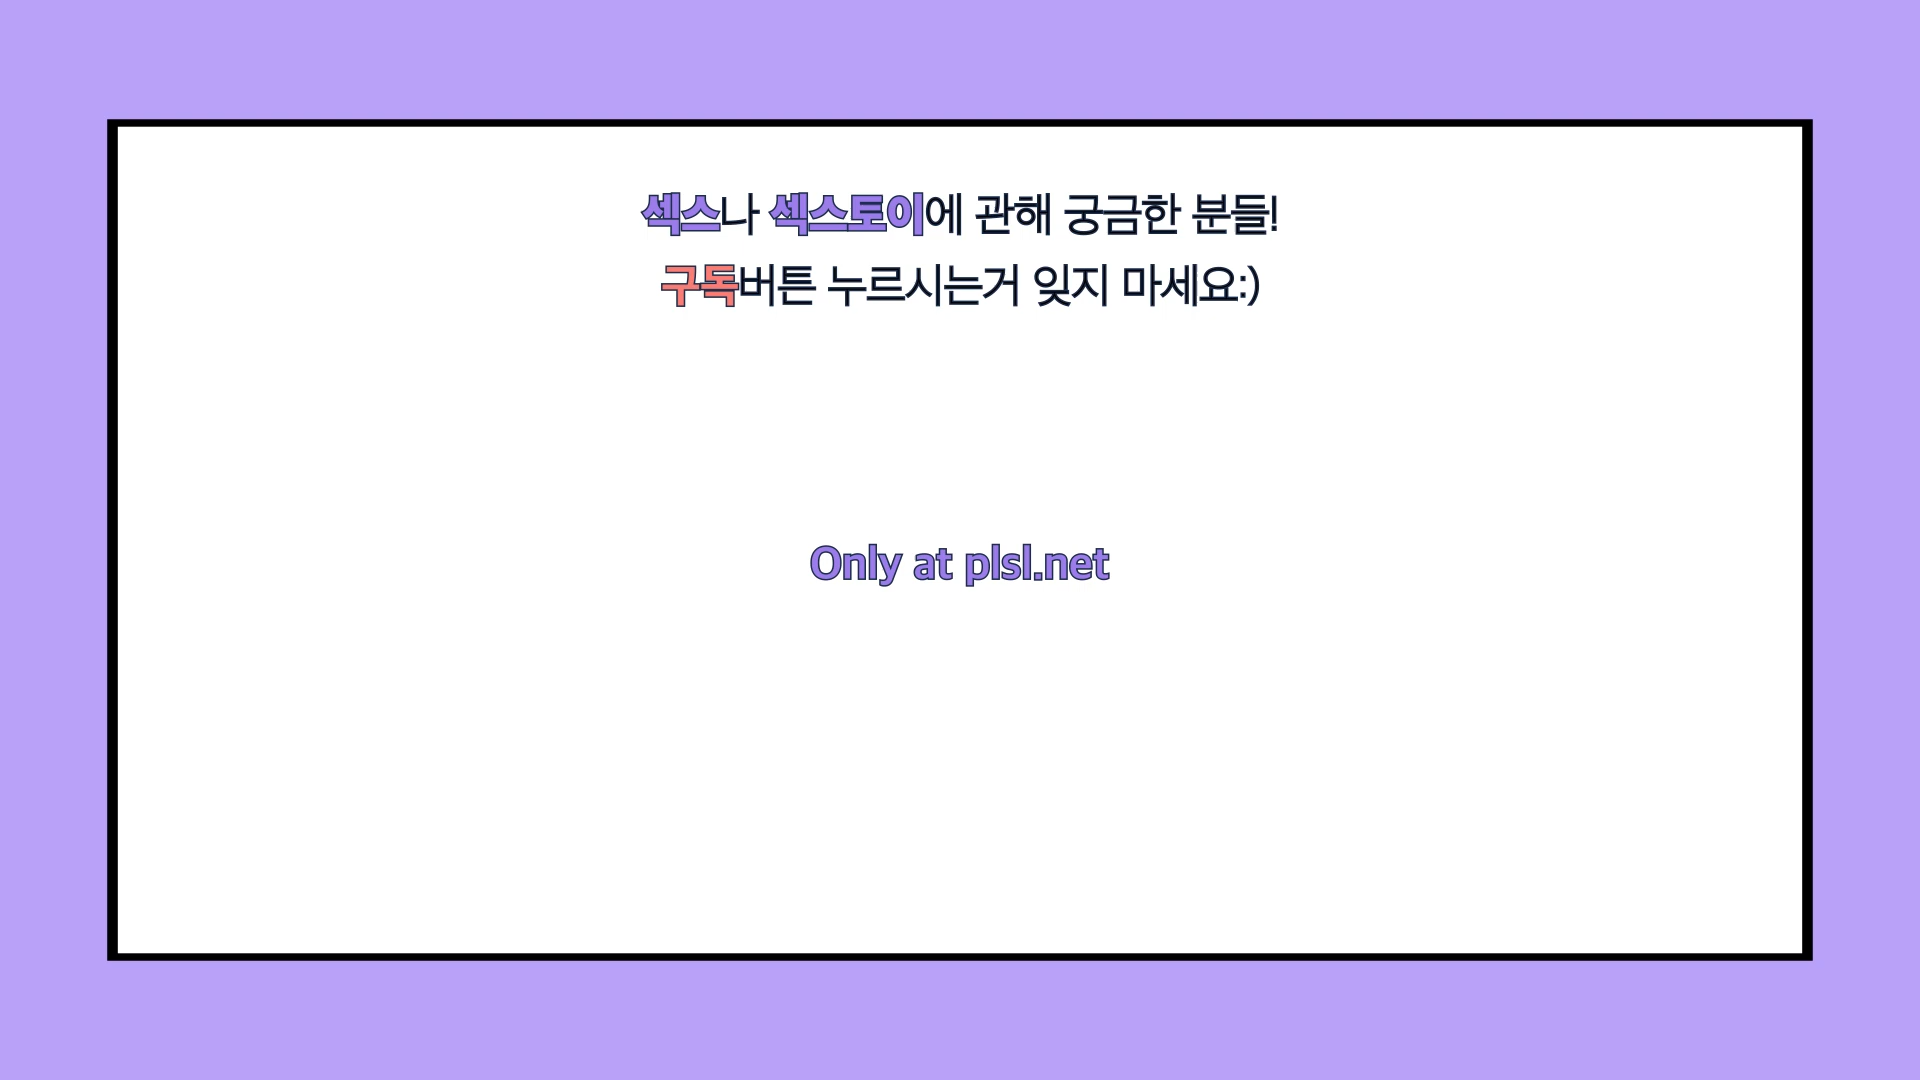 섹스나 섹스토이에 관해 궁금한 분들!
구독버튼 누르시는거 잊지 마세요:)
Only at plsl.net